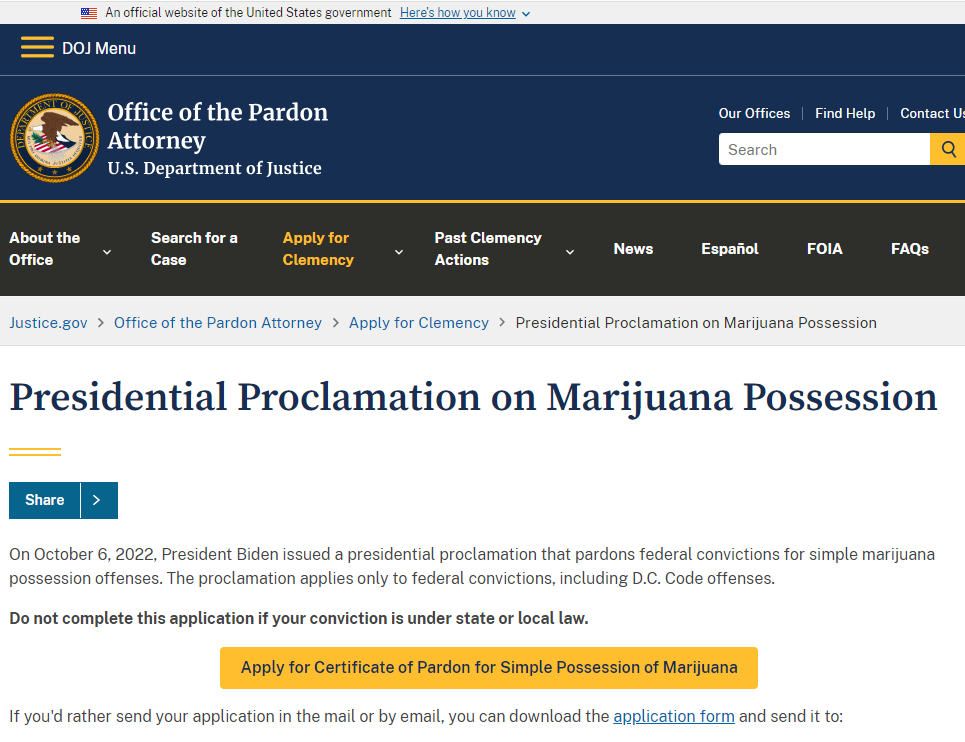 An official website of the United States government Here's how you know
DOJ Menu
Office of the Pardon
Attorney
U.S. Department of Justice
Our Offices
Find Help
Contact Us
Search
About the
Office
Search for a
Case
Apply for
Clemency
Past Clemency
Actions
News
Español
FOIA
FAQs
Justice.gov > Office of the Pardon Attorney > Apply for Clemency > Presidential Proclamation on Marijuana Possession
Presidential Proclamation on Marijuana Possession
Share >
On October 6, 2022, President Biden issued a presidential proclamation that pardons federal convictions for simple marijuana
possession offenses. The proclamation applies only to federal convictions, including D.C. Code offenses.
Do not complete this application if your conviction is under state or local law.
Apply for Certificate of Pardon for Simple Possession of Marijuana
If you'd rather send your application in the mail or by email, you can download the application form and send it to: